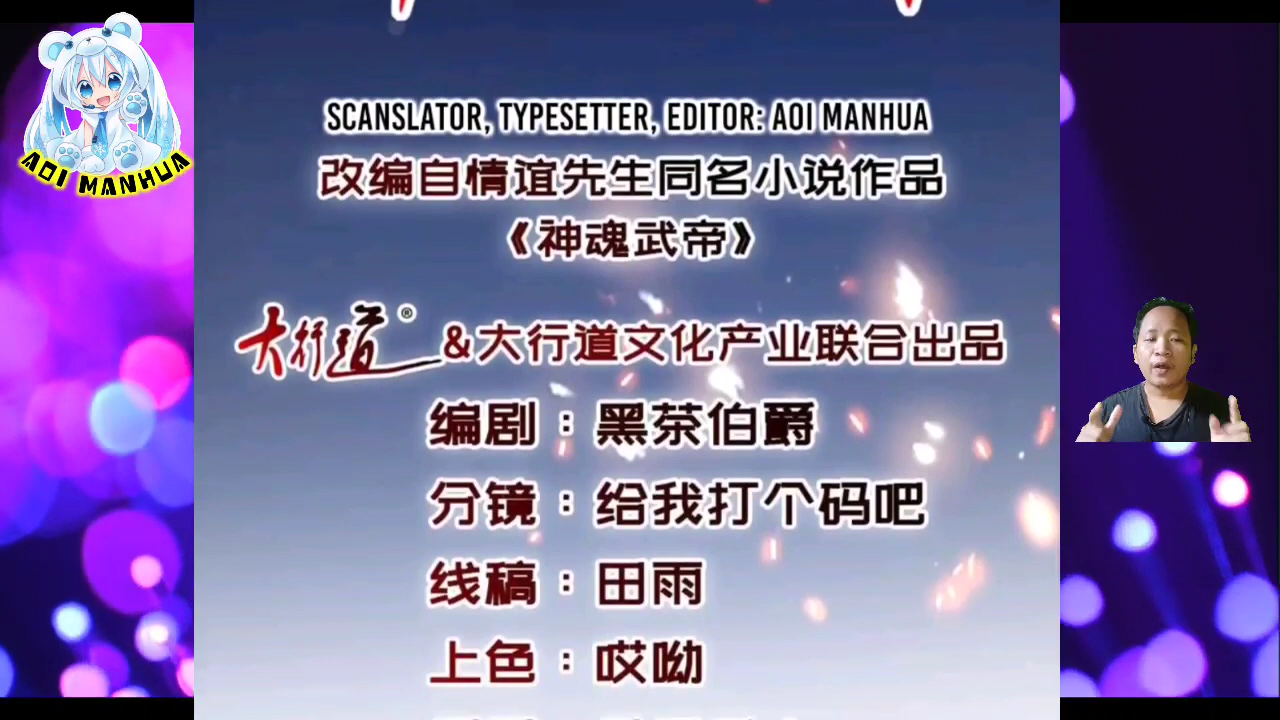 AOI MANHUA
SCANSLATOR, TYPESETTER, EDITOR: AOI MANHUA
改编自情谊先生同名小说作品
《神魂武帝》
大行道® &大行道文化产业联合出品
编剧：黑茶伯爵
分镜：给我打个码吧
线稿：田雨
上色：哎呦